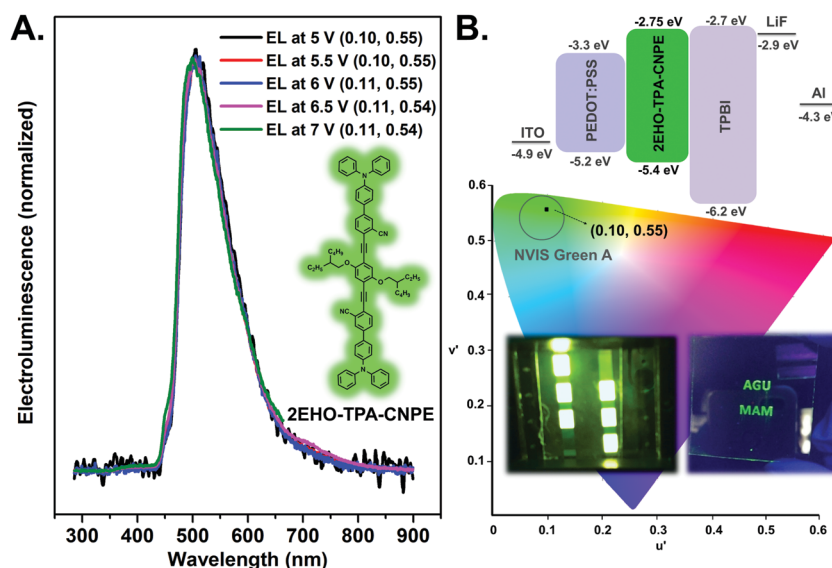 A.
EL at 5 V (0.10, 0.55)
EL at 5.5 V (0.10, 0.55)
EL at 6 V (0.11, 0.55)
EL at 6.5 V (0.11, 0.54)
EL at 7 V (0.11, 0.54)
Electroluminescence (normalized)
N
CN
C₄H₉
C₂H₅
O
O
C₂H₅
C₄H₉
NC
N
2EHO-TPA-CNPE
300 400 500 600 700 800 900
Wavelength (nm)
B.
-2.75 eV
-2.7 eV
LiF
-3.3 eV
-2.9 eV
PEDOT:PSS
2EHO-TPA-CNPE
TPBI
Al
-4.3 eV
ITO
-4.9 eV
-5.2 eV
-5.4 eV
-6.2 eV
0.6
0.5
0.4
0.3
0.2
0.1
v'
(0.10, 0.55)
NVIS Green A
AGU
MAM
0.0 0.1 0.2 0.3 0.4 0.5 0.6
u'